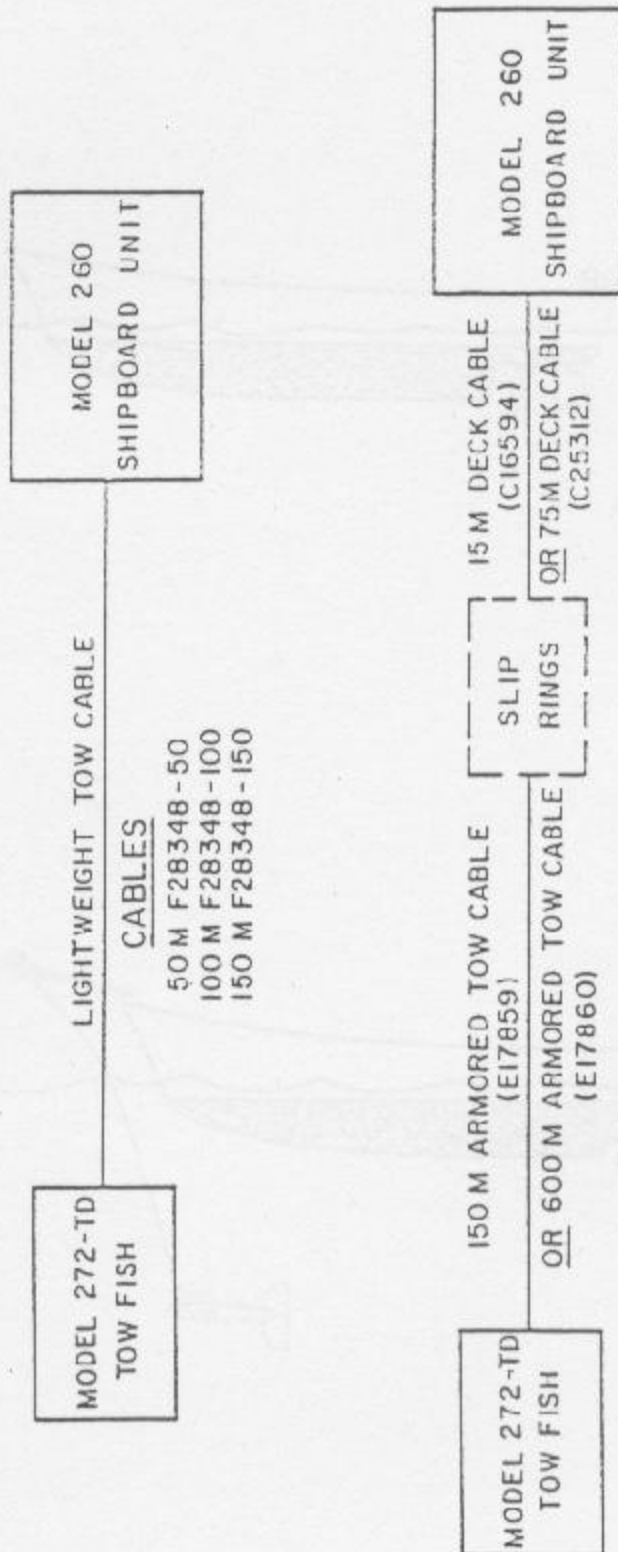 MODEL 272-TD
TOW FISH
LIGHTWEIGHT TOW CABLE
CABLES
50 M F28348-50
100 M F28348-100
150 M F28348-150
MODEL 260
SHIPBOARD UNIT
MODEL 272-TD
TOW FISH
150 M ARMORED TOW CABLE
(E17859)
OR 600 M ARMORED TOW CABLE
(E17860)
SLIP
RINGS
15 M DECK CABLE
(C16594)
OR 75 M DECK CABLE
(C25312)
MODEL 260
SHIPBOARD UNIT